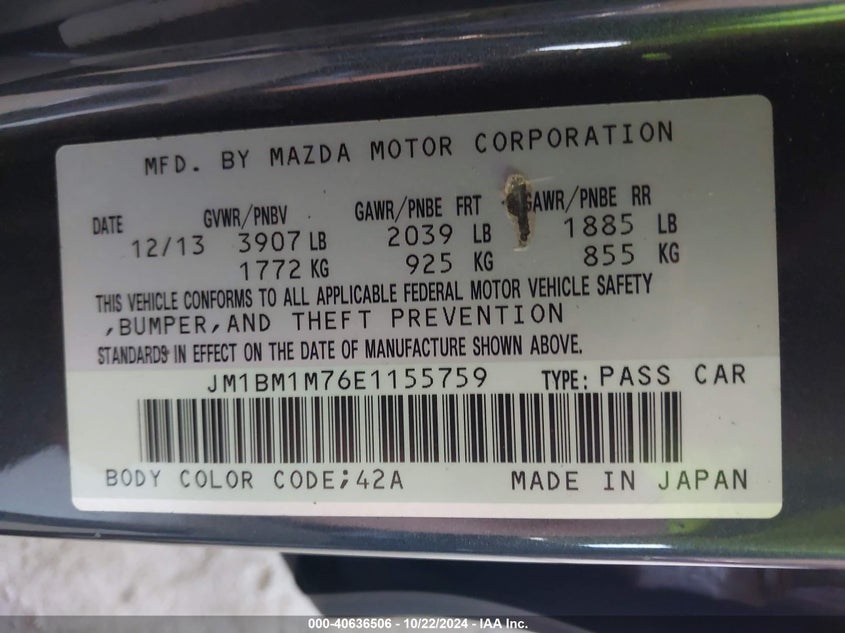 MFD. BY MAZDA MOTOR CORPORATION
DATE GVWR/PNBV GAWR/PNBE FRT GAWR/PNBE RR
12/13 3907 LB 2039 LB 1885 LB
1772 KG 925 KG 855 KG
THIS VEHICLE CONFORMS TO ALL APPLICABLE FEDERAL MOTOR VEHICLE SAFETY
,BUMPER,AND THEFT PREVENTION
STANDARDS IN EFFECT ON THE DATE OF MANUFACTURE SHOWN ABOVE.
JM1BM1M76E1155759 TYPE: PASS CAR
BODY COLOR CODE;42A MADE IN JAPAN
000-40636506 - 10/22/2024 - IAA Inc.